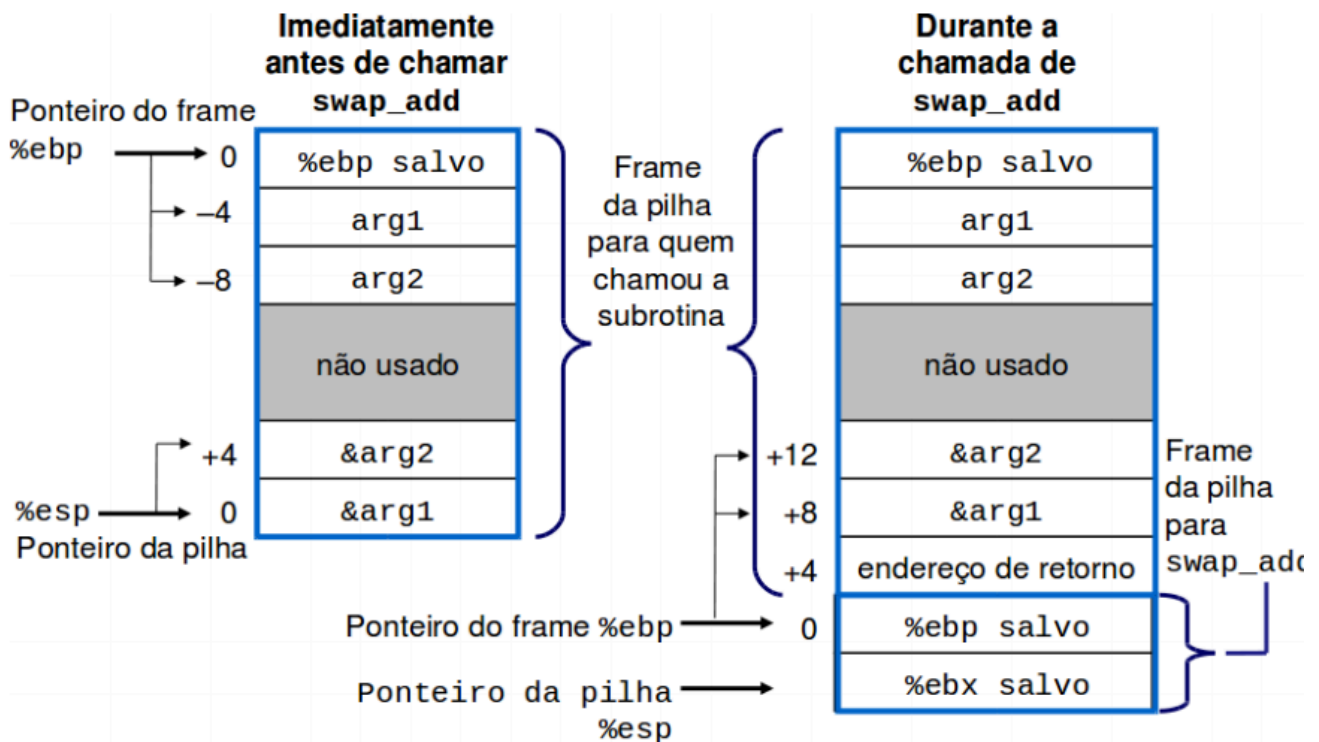 Imediatamente
antes de chamar
swap_add
Ponteiro do frame
%ebp
0
–4
–8
%ebp salvo
arg1
arg2
não usado
&arg2
&arg1
+4
%esp
0
Ponteiro da pilha
Frame
da pilha
para quem
chamou a
subrotina
Durante a
chamada de
swap_add
%ebp salvo
arg1
arg2
não usado
+12
&arg2
+8
&arg1
+4
endereço de retorno
Ponteiro do frame %ebp
0
%ebp salvo
Ponteiro da pilha
%esp
%ebx salvo
Frame
da pilha
para
swap_add